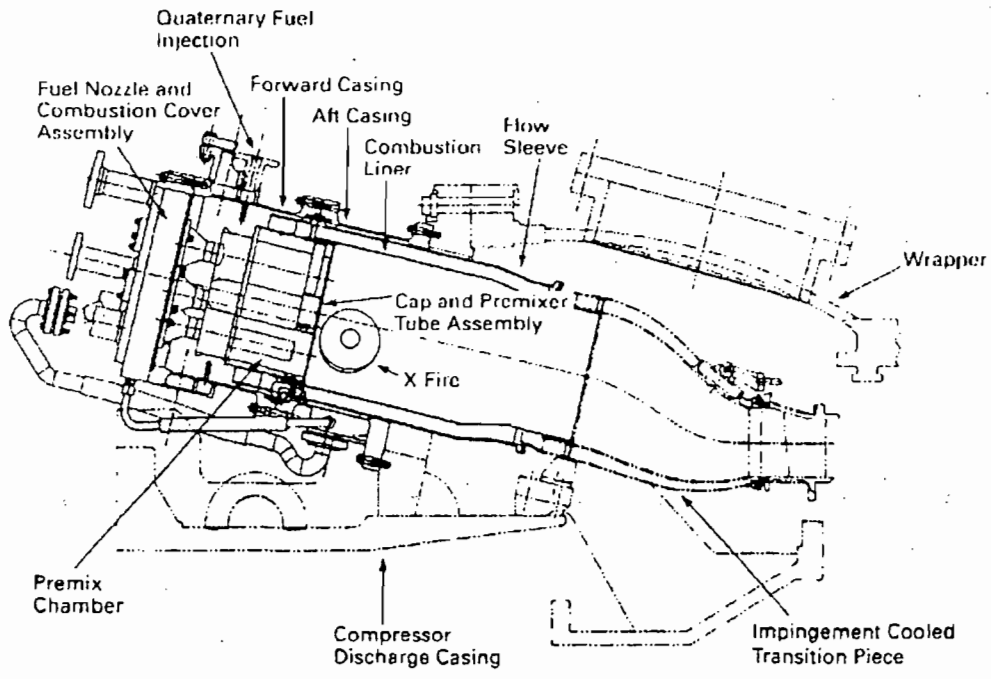 Quaternary Fuel
Injection
Fuel Nozzle and
Combustion Cover
Assembly
Forward Casing
Aft Casing
Combustion
Liner
Flow
Sleeve
Wrapper
Cap and Premixer
Tube Assembly
X Fire
Premix
Chamber
Compressor
Discharge Casing
Impingement Cooled
Transition Piece